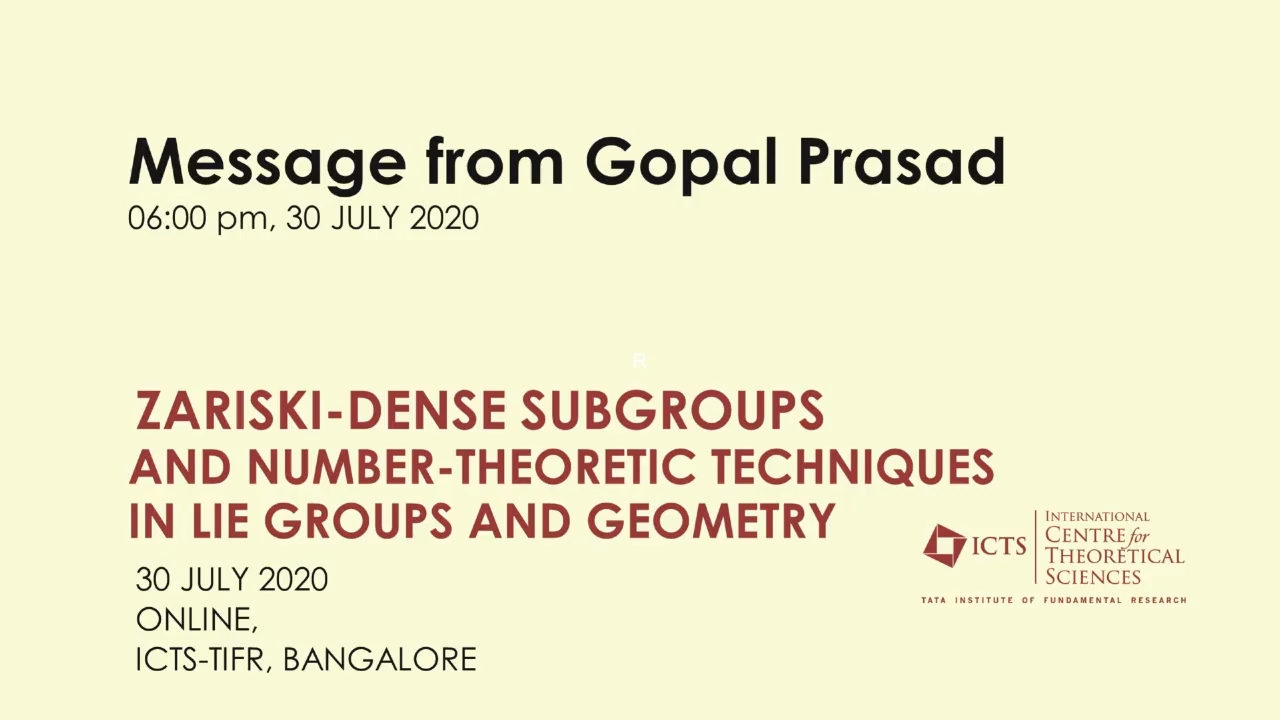 Message from Gopal Prasad
06:00 pm, 30 JULY 2020
R
ZARISKI-DENSE SUBGROUPS
AND NUMBER-THEORETIC TECHNIQUES
IN LIE GROUPS AND GEOMETRY
30 JULY 2020
ONLINE,
ICTS-TIFR, BANGALORE
ICTS
INTERNATIONAL
CENTRE for
THEORETICAL
SCIENCES
TATA INSTITUTE OF FUNDAMENTAL RESEARCH